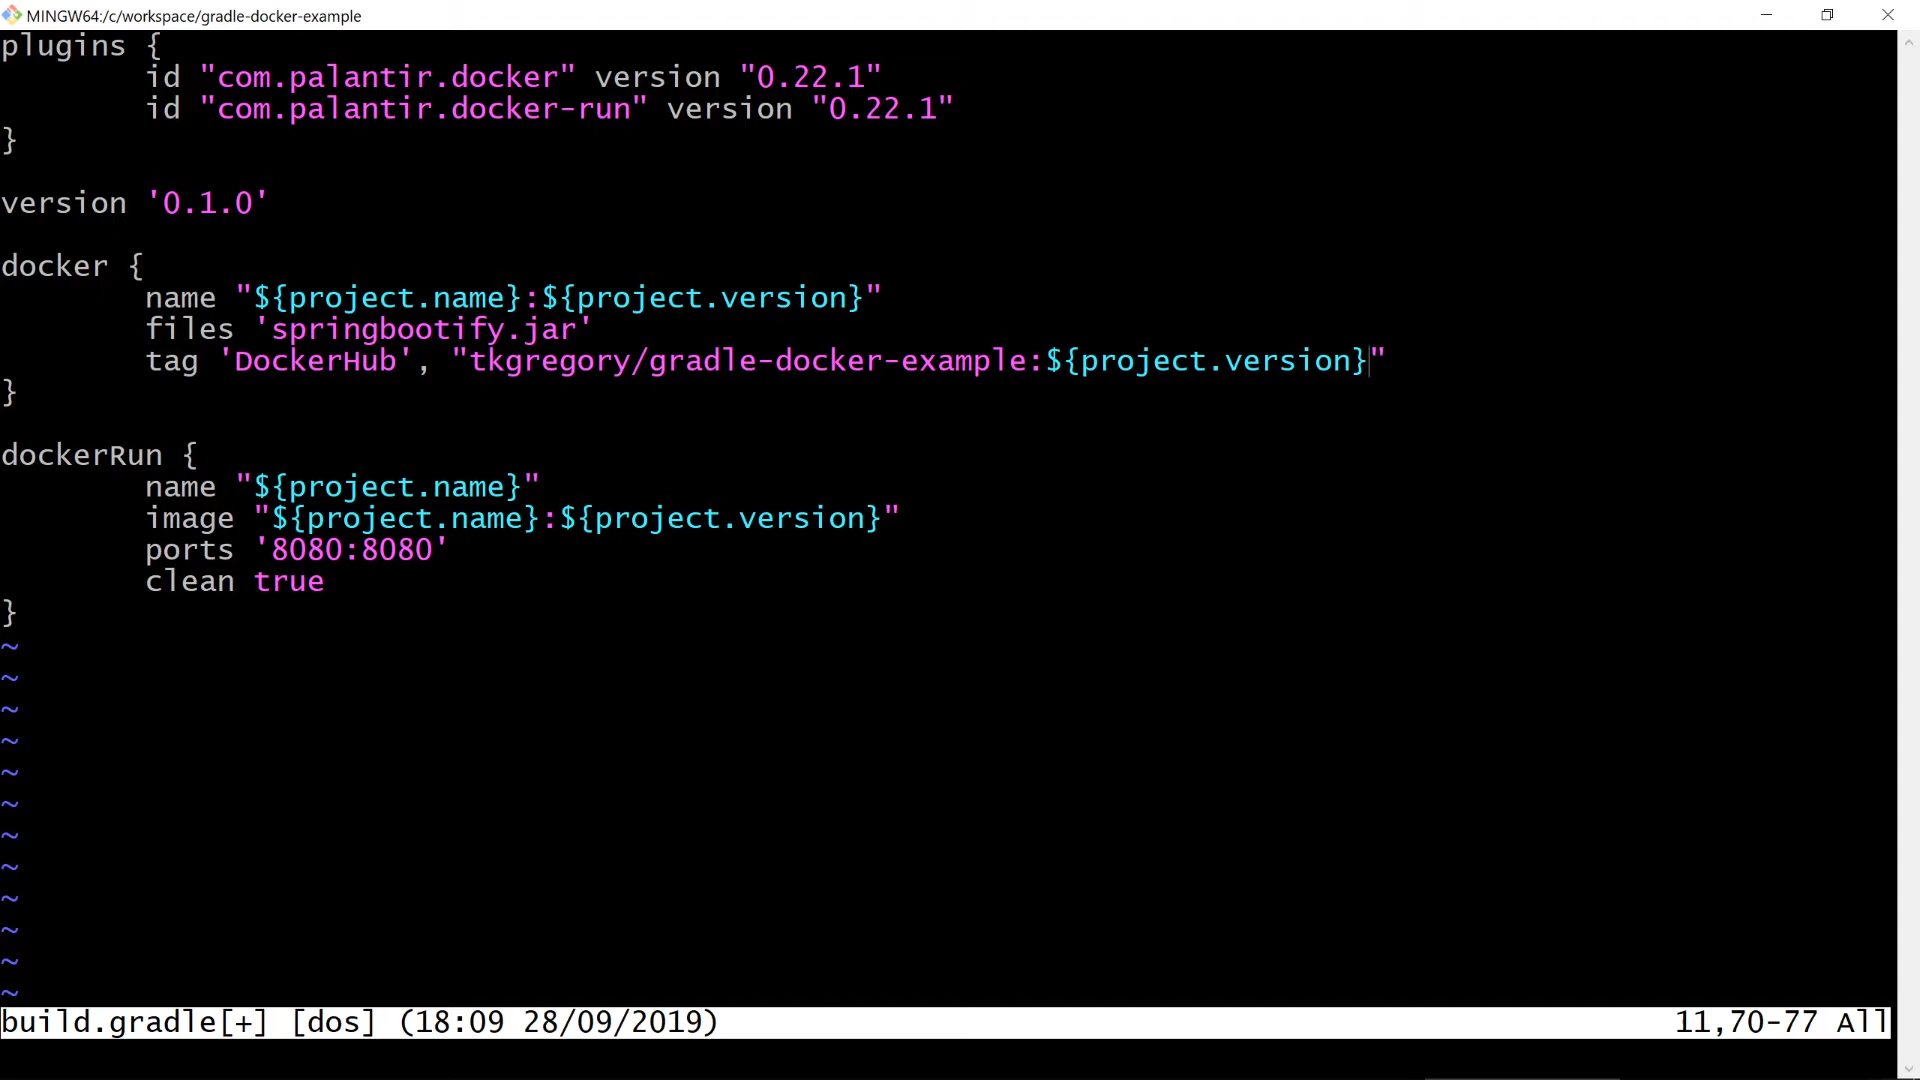 MINGW64:/c/workspace/gradle-docker-example
plugins {
        id "com.palantir.docker" version "0.22.1"
        id "com.palantir.docker-run" version "0.22.1"
}
version '0.1.0'
docker {
        name "${project.name}:${project.version}"
        files 'springbootify.jar'
        tag 'DockerHub', "tkgregory/gradle-docker-example:${project.version}"
}
dockerRun {
        name "${project.name}"
        image "${project.name}:${project.version}"
        ports '8080:8080'
        clean true
}
~
~
~
~
~
~
~
~
~
~
~
~
build.gradle[+] [dos] (18:09 28/09/2019) 11,70-77 All